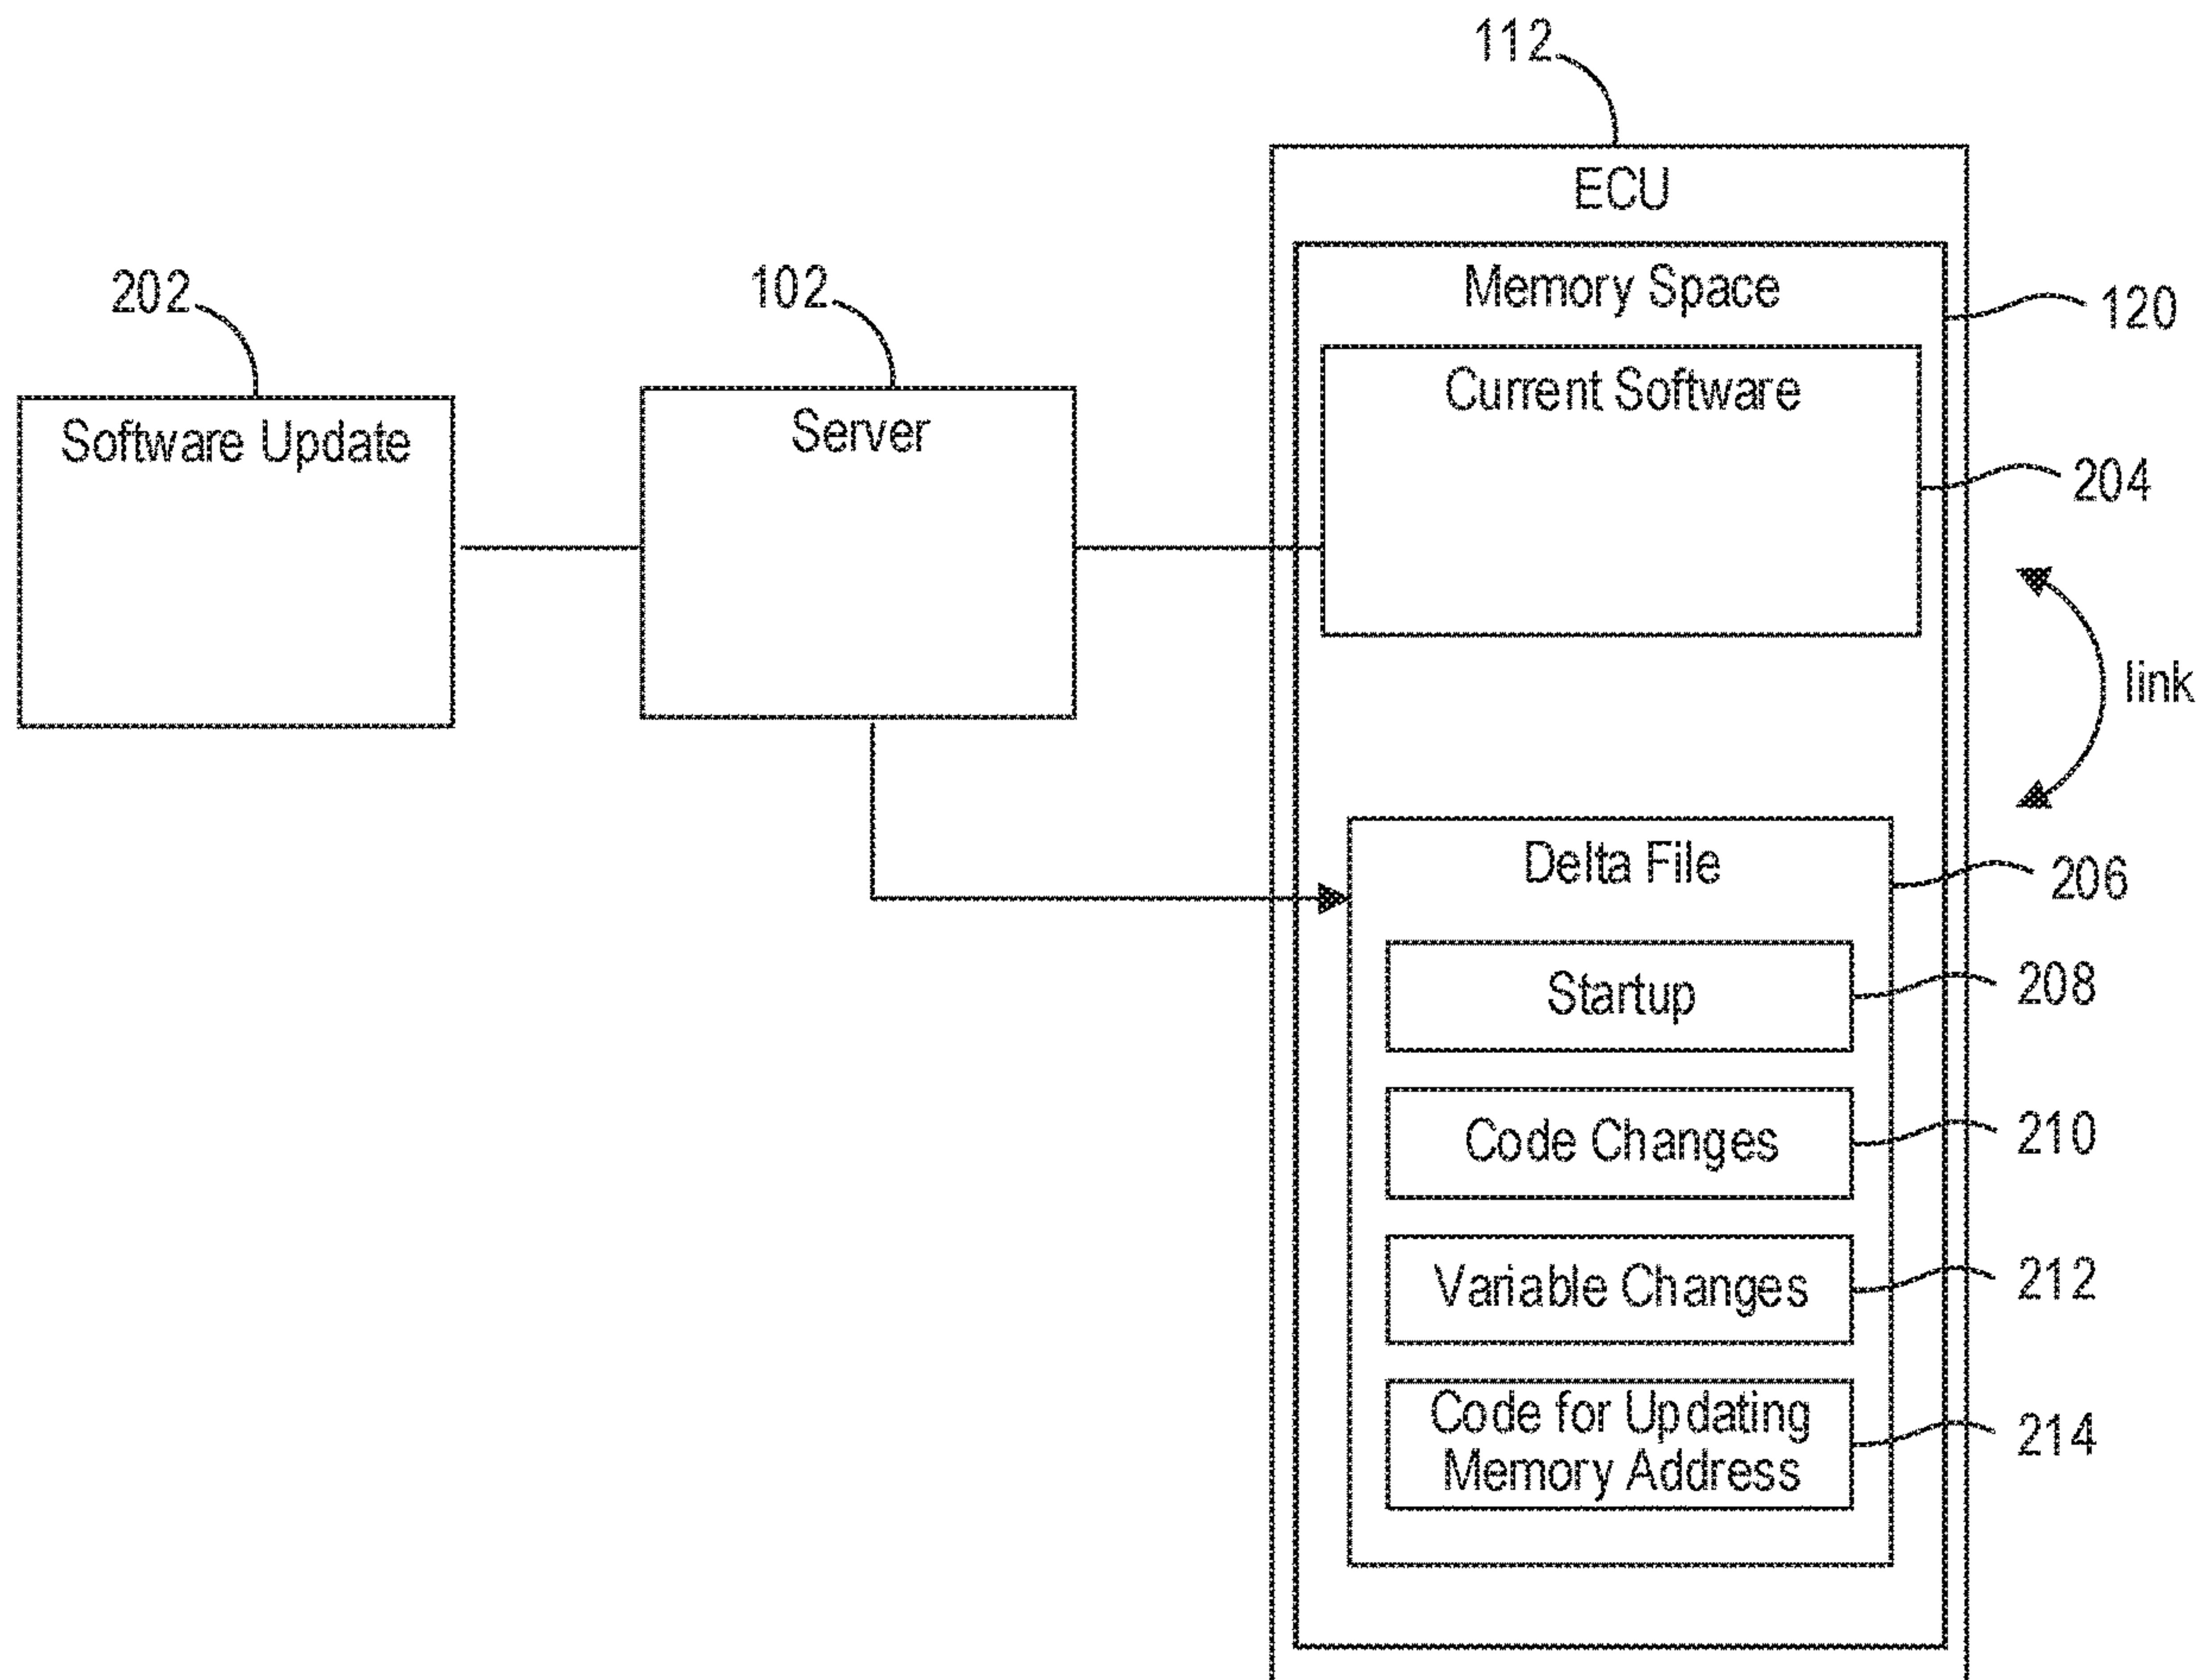 112
ECU
202
102
Memory Space
120
Software Update
Server
Current Software
204
link
Delta File
206
Startup
208
Code Changes
210
Variable Changes
212
Code for Updating
Memory Address
214